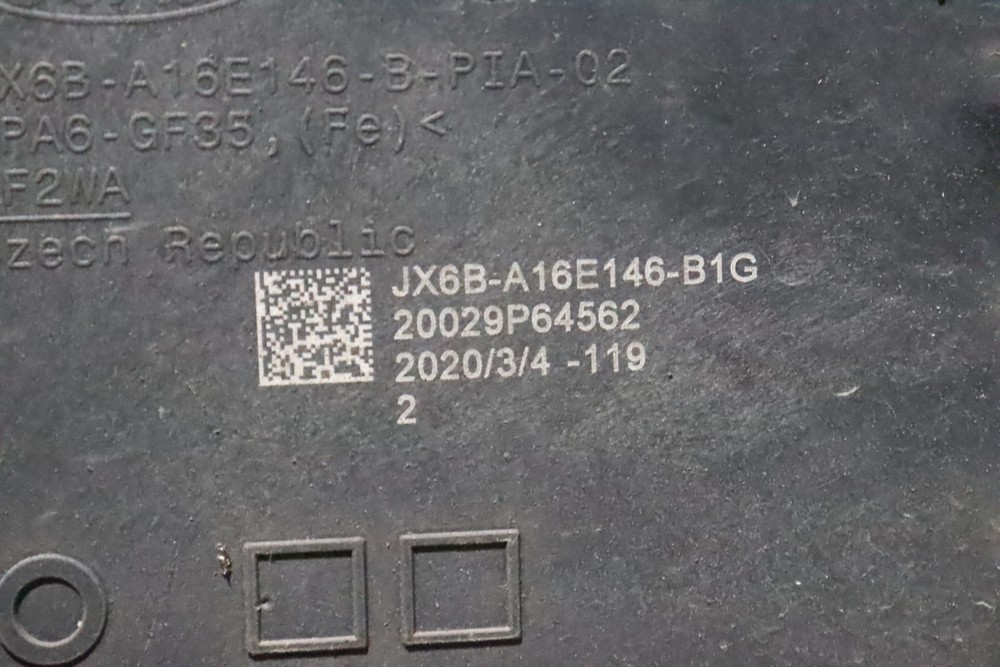 X6B-A16E146-B-PIA-02
PA6-GF35,(Fe)<
F2WA
zech Republic
JX6B-A16E146-B1G
20029P64562
2020/3/4 -119
2